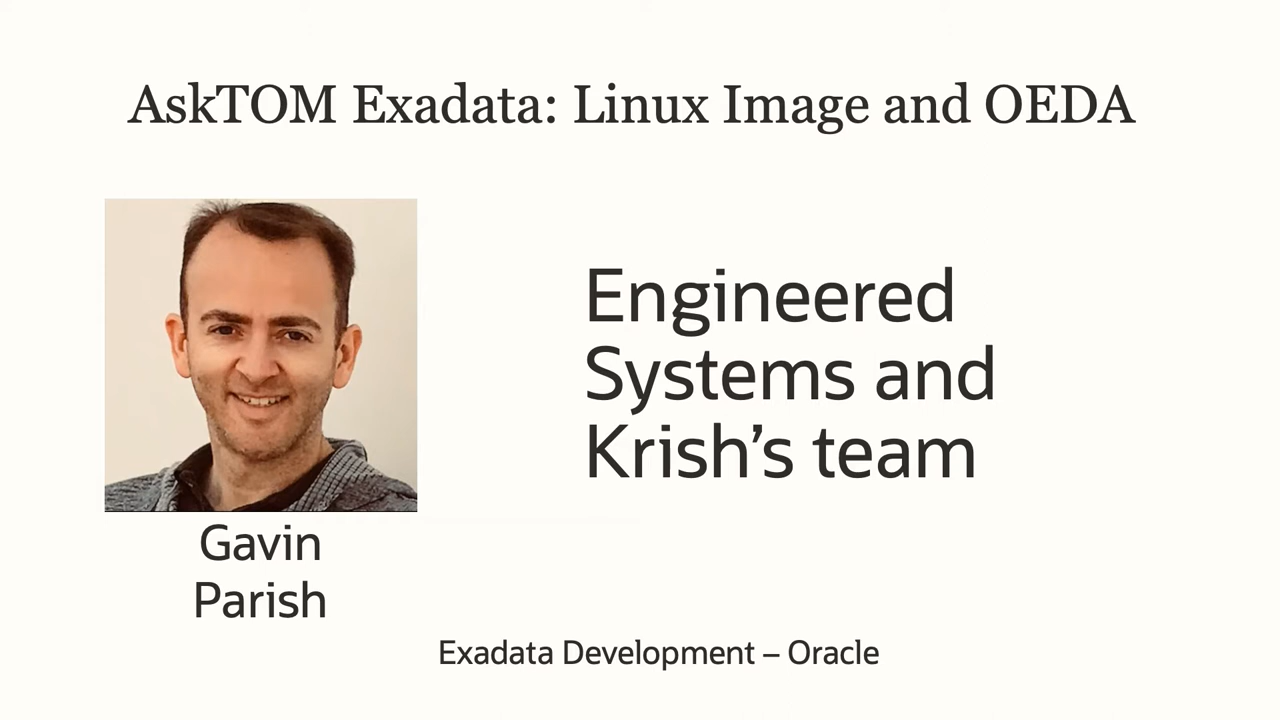 AskTOM Exadata: Linux Image and OEDA
Engineered
Systems and
Krish’s team
Gavin
Parish
Exadata Development – Oracle